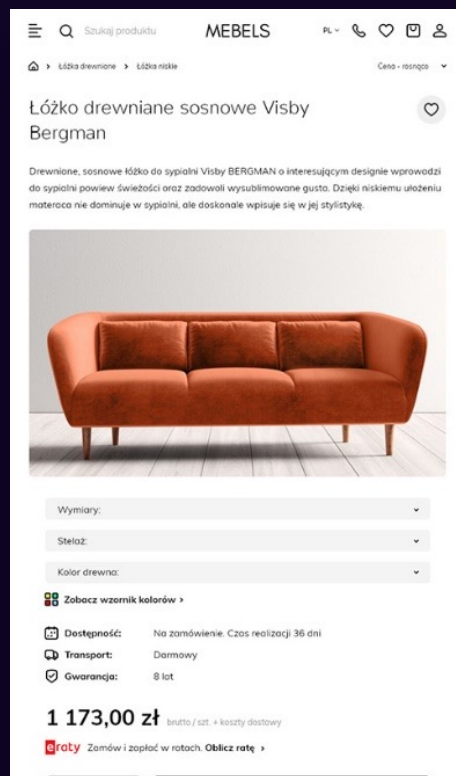 Szukaj produktu MEBELS PL
Łóżka drewniane > Łóżka niskie Cena - rosnąco
Łóżko drewniane sosnowe Visby
Bergman
Drewniane, sosnowe łóżko do sypialni Visby BERGMAN o interesującym designie wprowadzi
do sypialni powiew świeżości oraz zadowoli wysublimowane gusta. Dzięki niskiemu ułożeniu
materaca nie dominuje w sypialni, ale doskonale wpisuje się w jej stylistykę.
Wymiary:
Stelaż:
Kolor drewna:
Zobacz wzornik kolorów >
Dostępność: Na zamówienie. Czas realizacji 36 dni
Transport: Darmowy
Gwarancja: 8 lat
1 173,00 zł brutto / szt. + koszty dostawy
eraty Zamów i zapłać w ratach. Oblicz ratę >